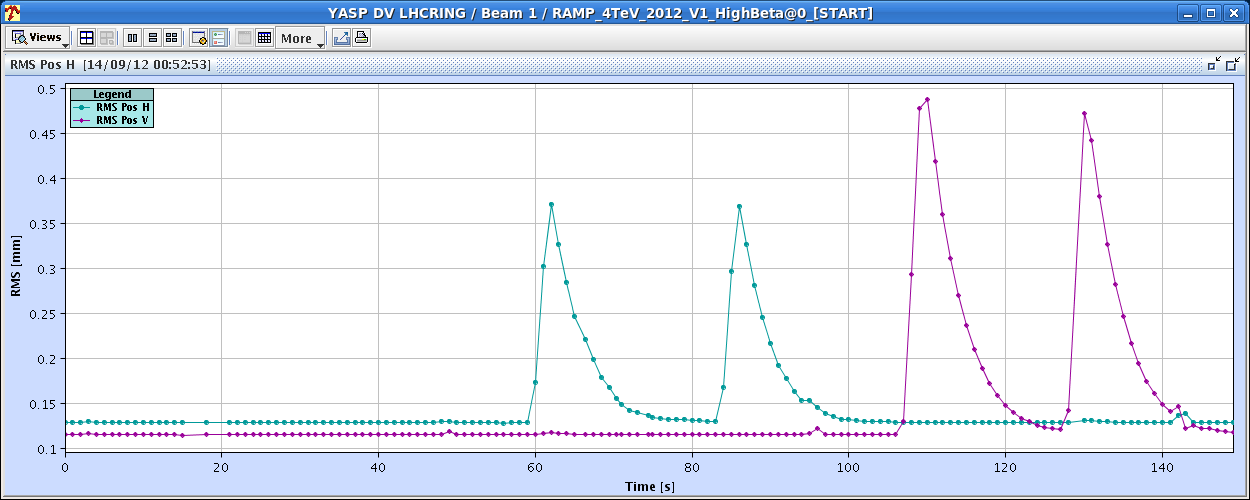 YASP DV LHCRING / Beam 1 / RAMP_4TeV_2012_V1_HighBeta@0_[START]
Views
More
RMS Pos H [14/09/12 00:52:53]
Legend
RMS Pos H
RMS Pos V
0.5
0.45
0.4
0.35
0.3
0.25
0.2
0.15
0.1
RMS [mm]
0 20 40 60 80 100 120 140
Time [s]